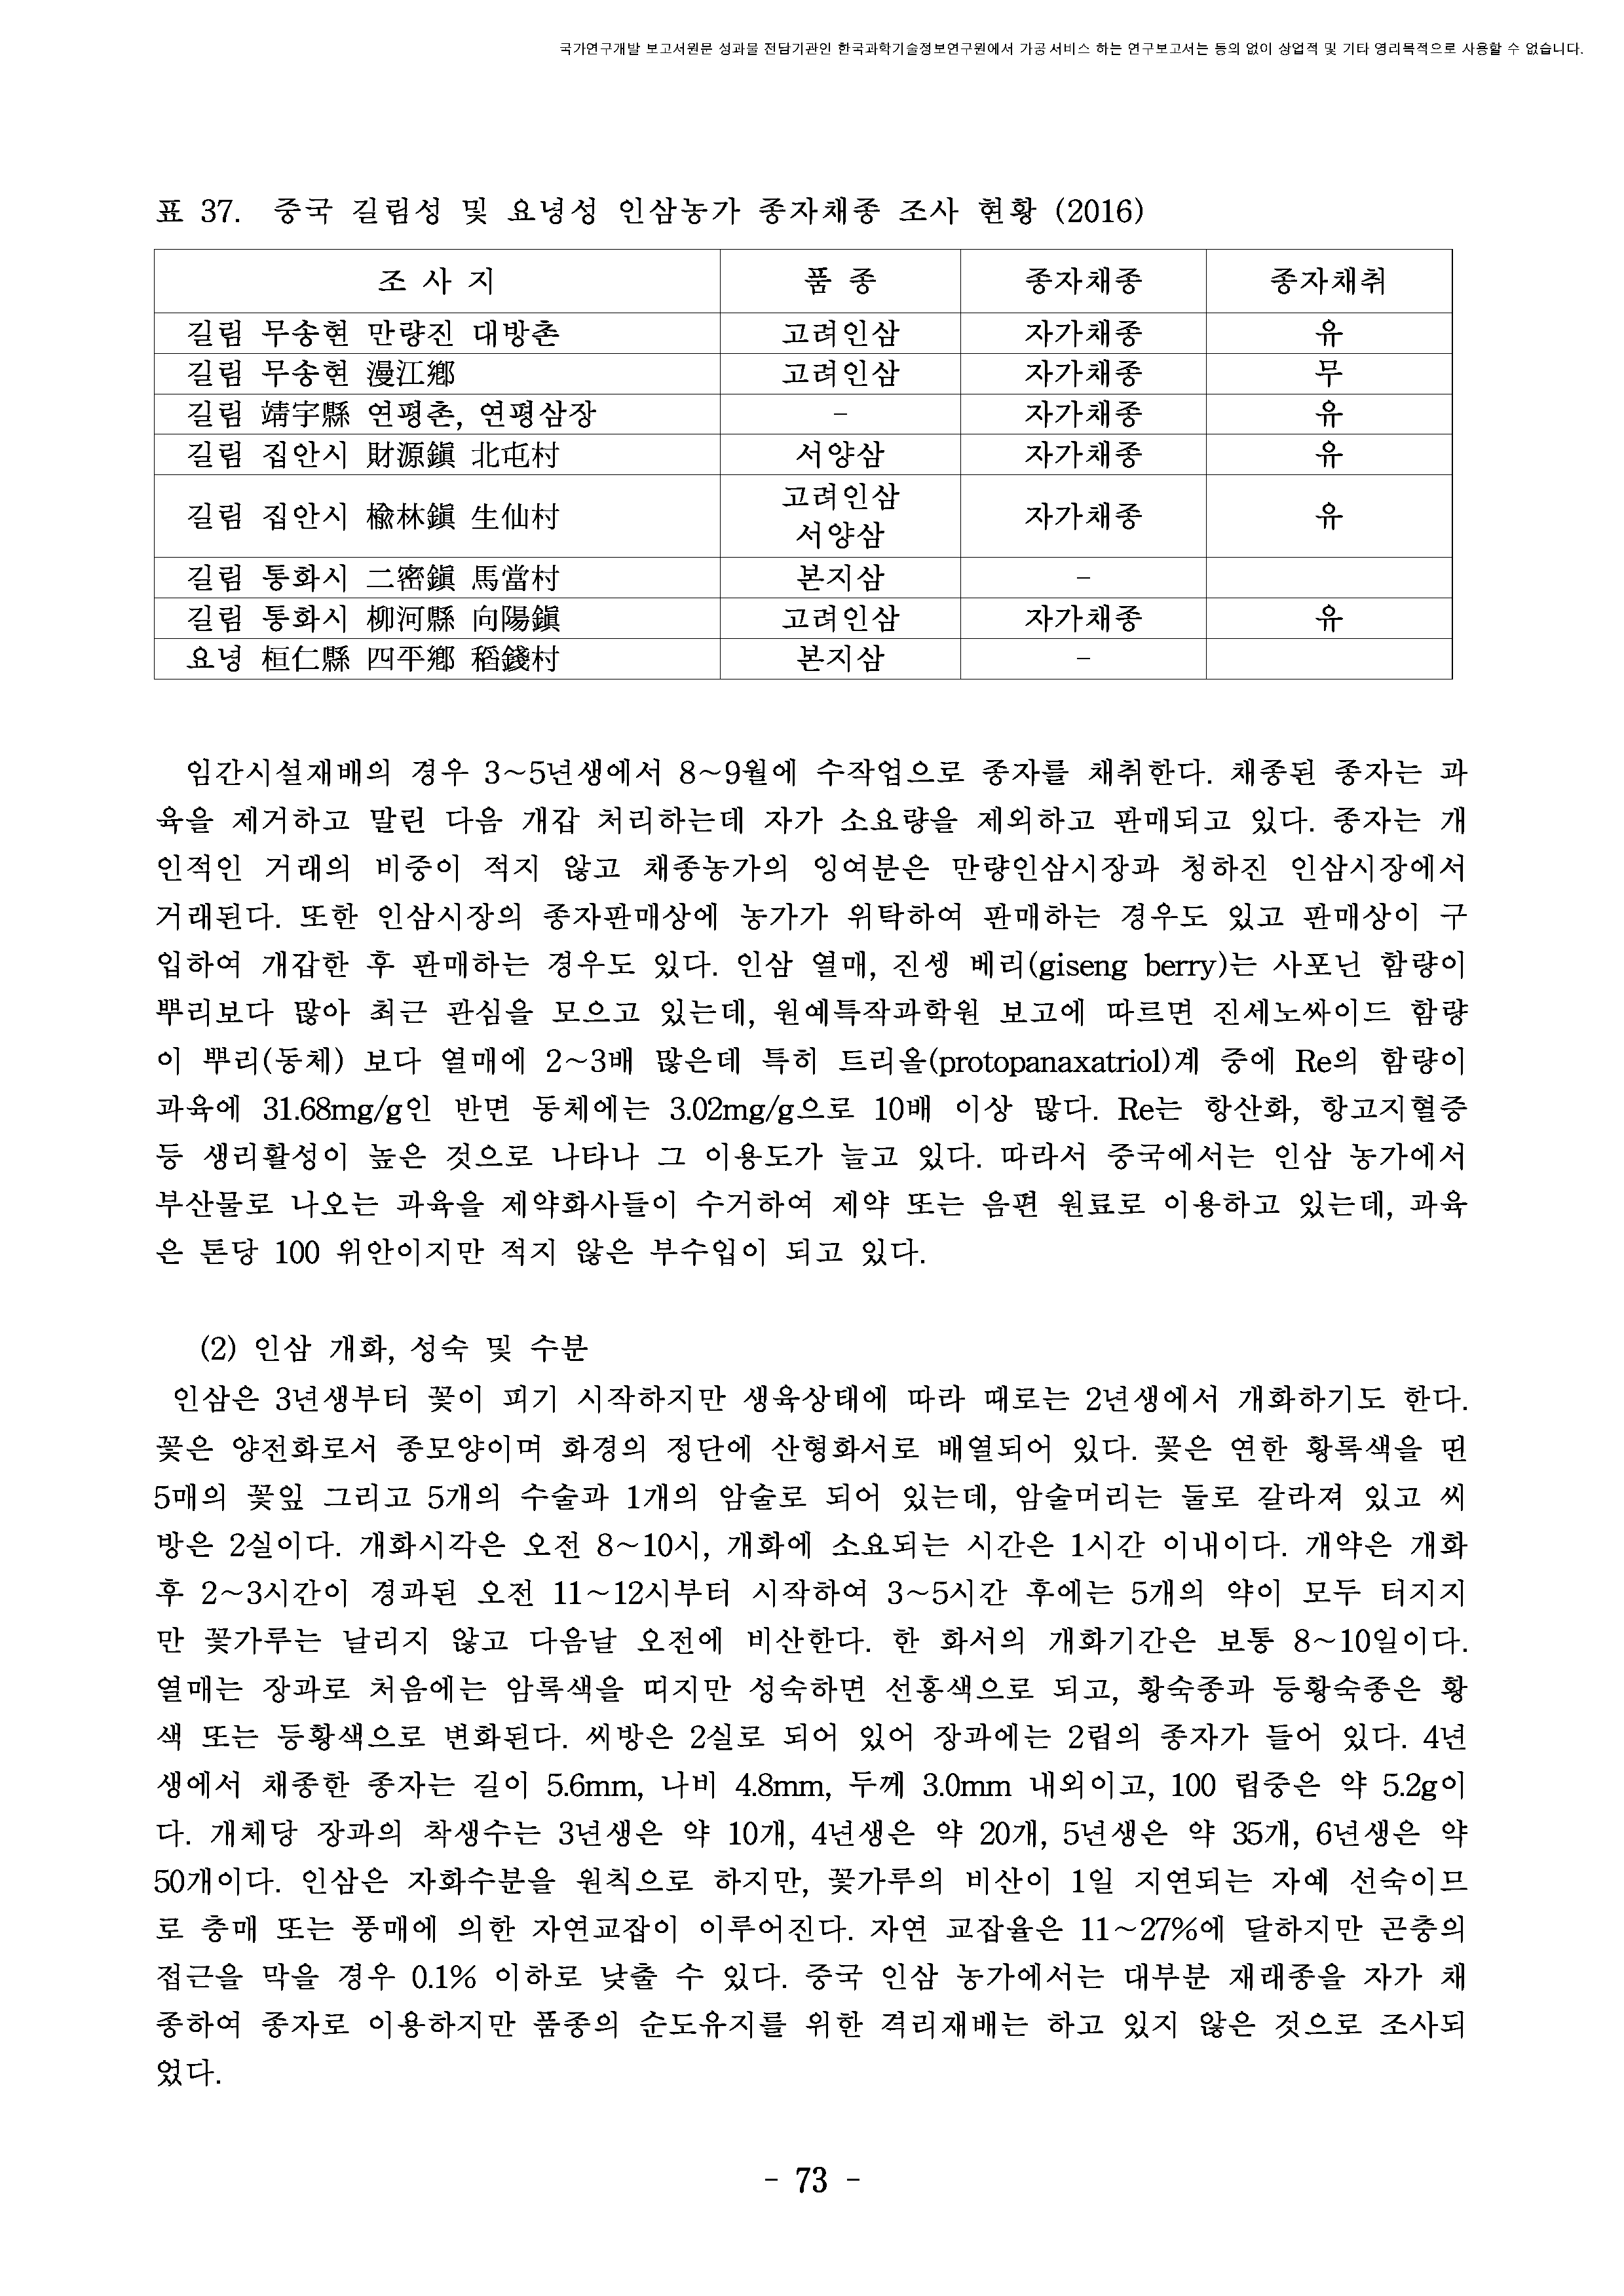 국가연구개발 보고서원문 성과물 전담기관인 한국과학기술정보연구원에서 가공·서비스 하는 연구보고서는 동의 없이 상업적 및 기타 영리목적으로 사용할 수 없습니다.
표 37. 중국 길림성 및 요녕성 인삼농가 종자채종 조사 현황 (2016)
조 사 지 품 종 종자채종 종자채취
길림 무송현 만량진 대방촌 고려인삼 자가채종 유
길림 무송현 漫江鄕 고려인삼 자가채종 무
길림 靖宇縣 연평촌, 연평삼장 - 자가채종 유
길림 집안시 財源鎭 北屯村 서양삼 자가채종 유
길림 집안시 楡林鎭 生仙村 고려인삼 서양삼 자가채종 유
길림 통화시 二密鎭 馬當村 본지삼 -
길림 통화시 柳河縣 向陽鎭 고려인삼 자가채종 유
요녕 桓仁縣 四平鄕 稻錢村 본지삼 -
임간시설재배의 경우 3~5년생에서 8~9월에 수작업으로 종자를 채취한다. 채종된 종자는 과
육을 제거하고 말린 다음 개갑 처리하는데 자가 소요량을 제외하고 판매되고 있다. 종자는 개
인적인 거래의 비중이 적지 않고 채종농가의 잉여분은 만량인삼시장과 청하진 인삼시장에서
거래된다. 또한 인삼시장의 종자판매상에 농가가 위탁하여 판매하는 경우도 있고 판매상이 구
입하여 개갑한 후 판매하는 경우도 있다. 인삼 열매, 진셍 베리(giseng berry)는 사포닌 함량이
뿌리보다 많아 최근 관심을 모으고 있는데, 원예특작과학원 보고에 따르면 진세노싸이드 함량
이 뿌리(동체) 보다 열매에 2~3배 많은데 특히 트리올(protopanaxatriol)계 중에 Re의 함량이
과육에 31.68mg/g인 반면 동체에는 3.02mg/g으로 10배 이상 많다. Re는 항산화, 항고지혈증
등 생리활성이 높은 것으로 나타나 그 이용도가 늘고 있다. 따라서 중국에서는 인삼 농가에서
부산물로 나오는 과육을 제약화사들이 수거하여 제약 또는 음편 원료로 이용하고 있는데, 과육
은 톤당 100 위안이지만 적지 않은 부수입이 되고 있다.
(2) 인삼 개화, 성숙 및 수분
인삼은 3년생부터 꽃이 피기 시작하지만 생육상태에 따라 때로는 2년생에서 개화하기도 한다.
꽃은 양전화로서 종모양이며 화경의 정단에 산형화서로 배열되어 있다. 꽃은 연한 황록색을 띤
5매의 꽃잎 그리고 5개의 수술과 1개의 암술로 되어 있는데, 암술머리는 둘로 갈라져 있고 씨
방은 2실이다. 개화시각은 오전 8~10시, 개화에 소요되는 시간은 1시간 이내이다. 개약은 개화
후 2~3시간이 경과된 오전 11~12시부터 시작하여 3~5시간 후에는 5개의 약이 모두 터지지
만 꽃가루는 날리지 않고 다음날 오전에 비산한다. 한 화서의 개화기간은 보통 8~10일이다.
열매는 장과로 처음에는 암록색을 띠지만 성숙하면 선홍색으로 되고, 황숙종과 등황숙종은 황
색 또는 등황색으로 변화된다. 씨방은 2실로 되어 있어 장과에는 2립의 종자가 들어 있다. 4년
생에서 채종한 종자는 길이 5.6mm, 나비 4.8mm, 두께 3.0mm 내외이고, 100 립중은 약 5.2g이
다. 개체당 장과의 착생수는 3년생은 약 10개, 4년생은 약 20개, 5년생은 약 35개, 6년생은 약
50개이다. 인삼은 자화수분을 원칙으로 하지만, 꽃가루의 비산이 1일 지연되는 자예 선숙이므
로 충매 또는 풍매에 의한 자연교잡이 이루어진다. 자연 교잡율은 11~27%에 달하지만 곤충의
접근을 막을 경우 0.1% 이하로 낮출 수 있다. 중국 인삼 농가에서는 대부분 재래종을 자가 채
종하여 종자로 이용하지만 품종의 순도유지를 위한 격리재배는 하고 있지 않은 것으로 조사되
었다.
- 73 -